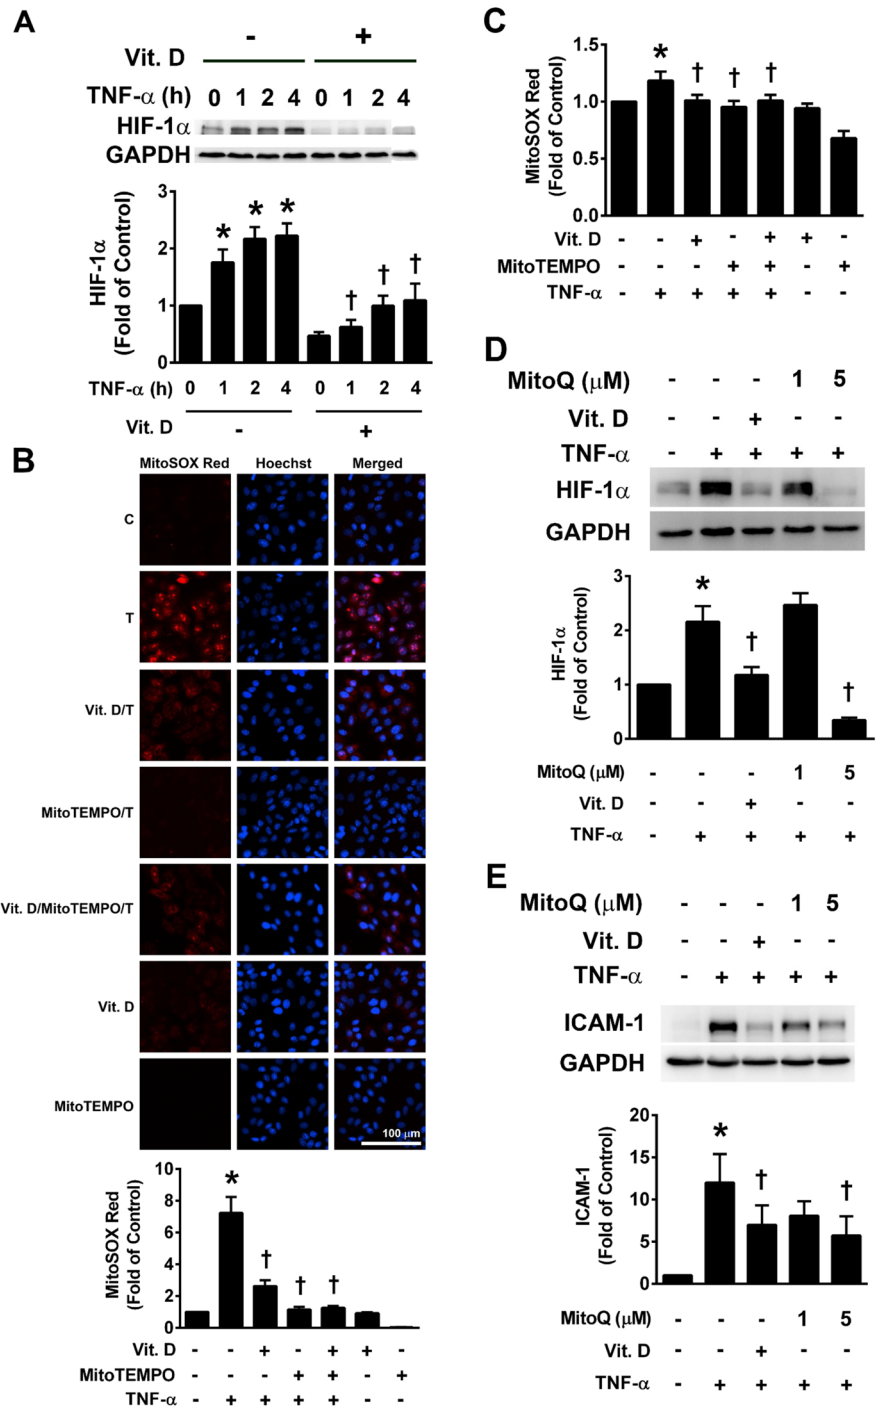 A
Vit. D - +
TNF-α (h) 0 1 2 4 0 1 2 4
HIF-1α
GAPDH
HIF-1α
(Fold of Control)
3
2
1
0
* * * † † †
TNF-α (h) 0 1 2 4 0 1 2 4
Vit. D - +
B
MitoSOX Red Hoechst Merged
C
T
Vit. D/T
MitoTEMPO/T
Vit. D/MitoTEMPO/T
Vit. D
MitoTEMPO
100 μm
MitoSOX Red
(Fold of Control)
10
8
6
4
2
0
* † † †
Vit. D - - + - + + -
MitoTEMPO - - - + + - +
TNF-α - + + + + - -
C
MitoSOX Red
(Fold of Control)
1.5
1.0
0.5
0.0
* † † †
Vit. D - - + - + + -
MitoTEMPO - - - + + - +
TNF-α - + + + + - -
D
MitoQ (μM) - - - 1 5
Vit. D - - + - -
TNF-α - + + + +
HIF-1α
GAPDH
HIF-1α
(Fold of Control)
3
2
1
0
* † †
MitoQ (μM) - - - 1 5
Vit. D - - + - -
TNF-α - + + + +
E
MitoQ (μM) - - - 1 5
Vit. D - - + - -
TNF-α - + + + +
ICAM-1
GAPDH
ICAM-1
(Fold of Control)
20
15
10
5
0
* † †
MitoQ (μM) - - - 1 5
Vit. D - - + - -
TNF-α - + + + +